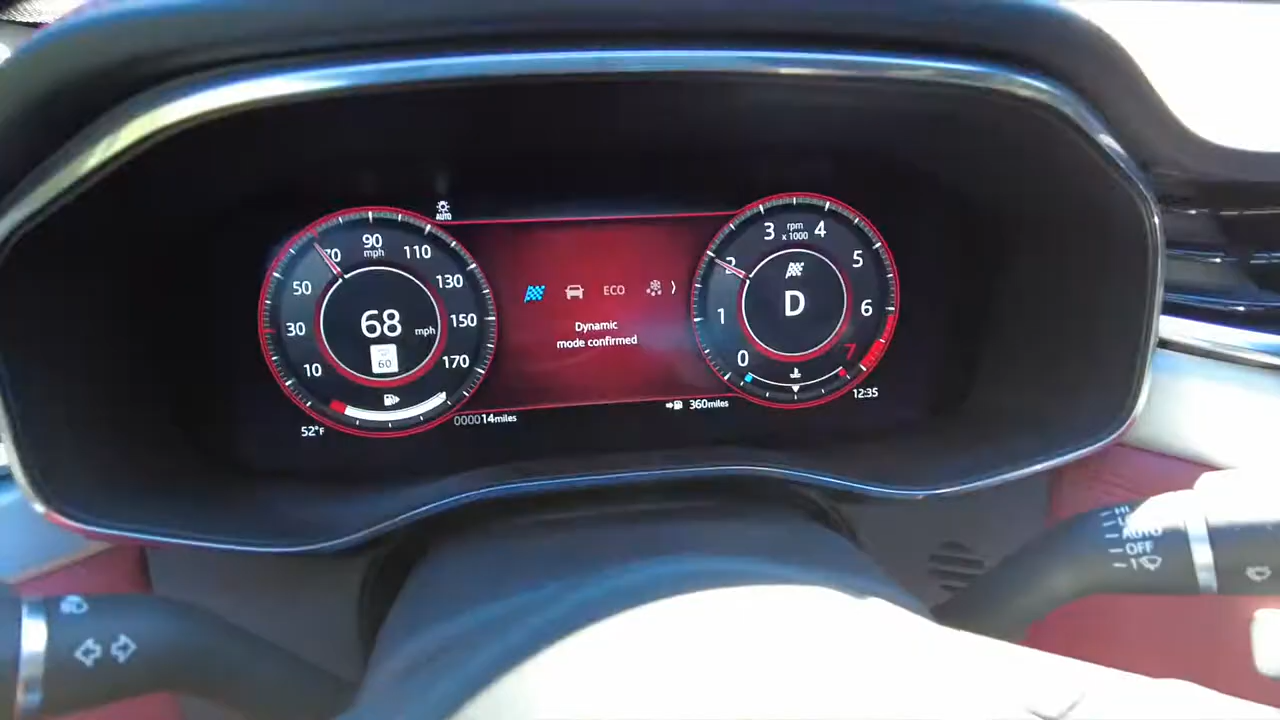 AUTO
90
mph
70
110
50
130
30
150
10
170
68 mph
60
52°F
000014miles
ECO
Dynamic
mode confirmed
360miles
3 rpm 4
x 1000
2
5
1
6
0
7
D
12:35
HI
AUTO
OFF
1